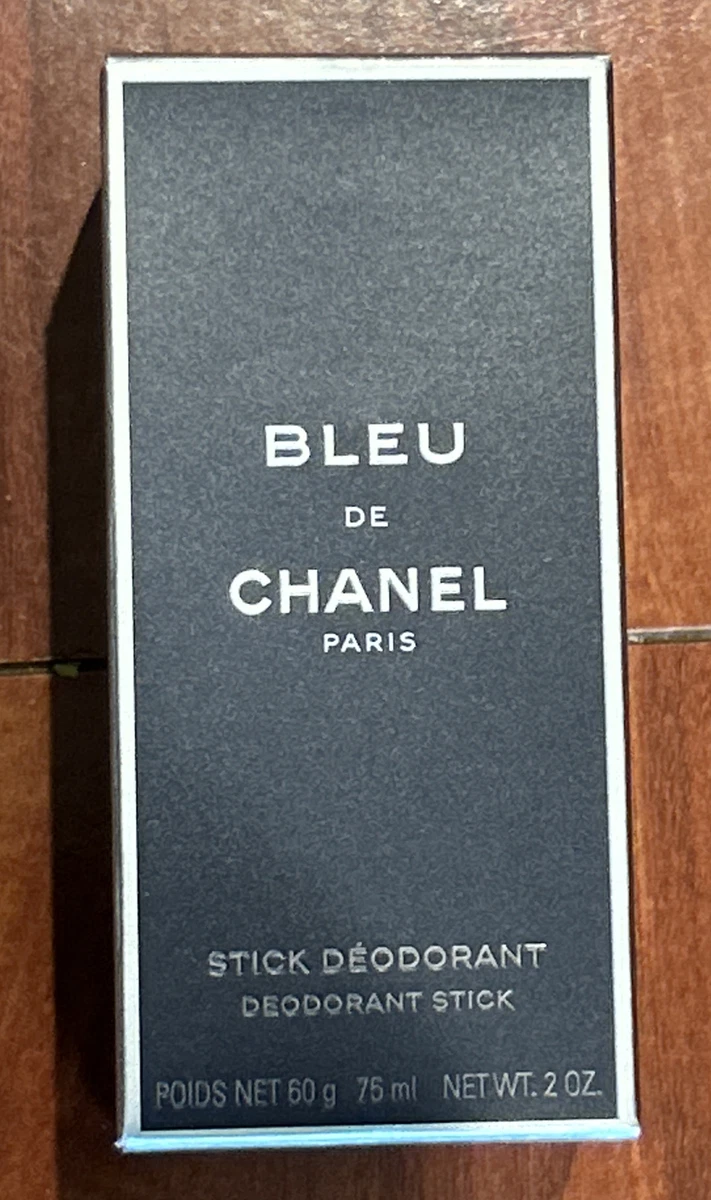 BLEU
DE
CHANEL
PARIS
STICK DÉODORANT
DEODORANT STICK
POIDS NET 60 g 75 ml NET WT. 2 OZ.